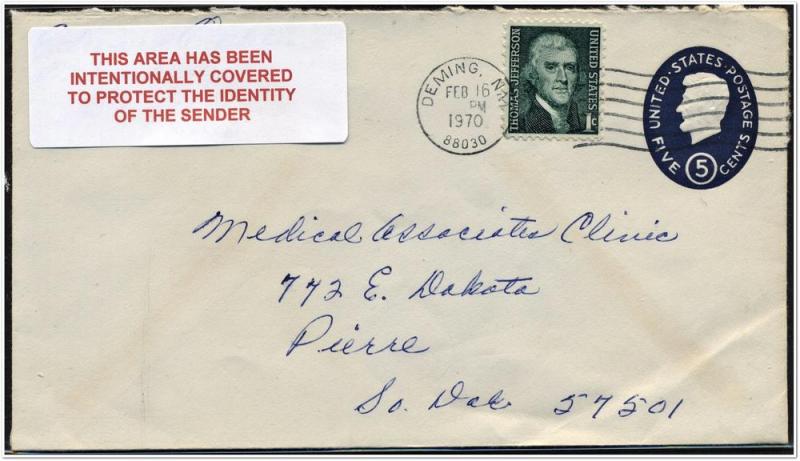 THIS AREA HAS BEEN
INTENTIONALLY COVERED
TO PROTECT THE IDENTITY
OF THE SENDER
DEMING, N.M.
FEB 16
PM
1970
88030
THOMAS JEFFERSON
UNITED STATES
1c
UNITED·STATES·POSTAGE
FIVE
5
CENTS
Medical Associates Clinic
772 E. Dakota
Pierre
So. Dak 57501